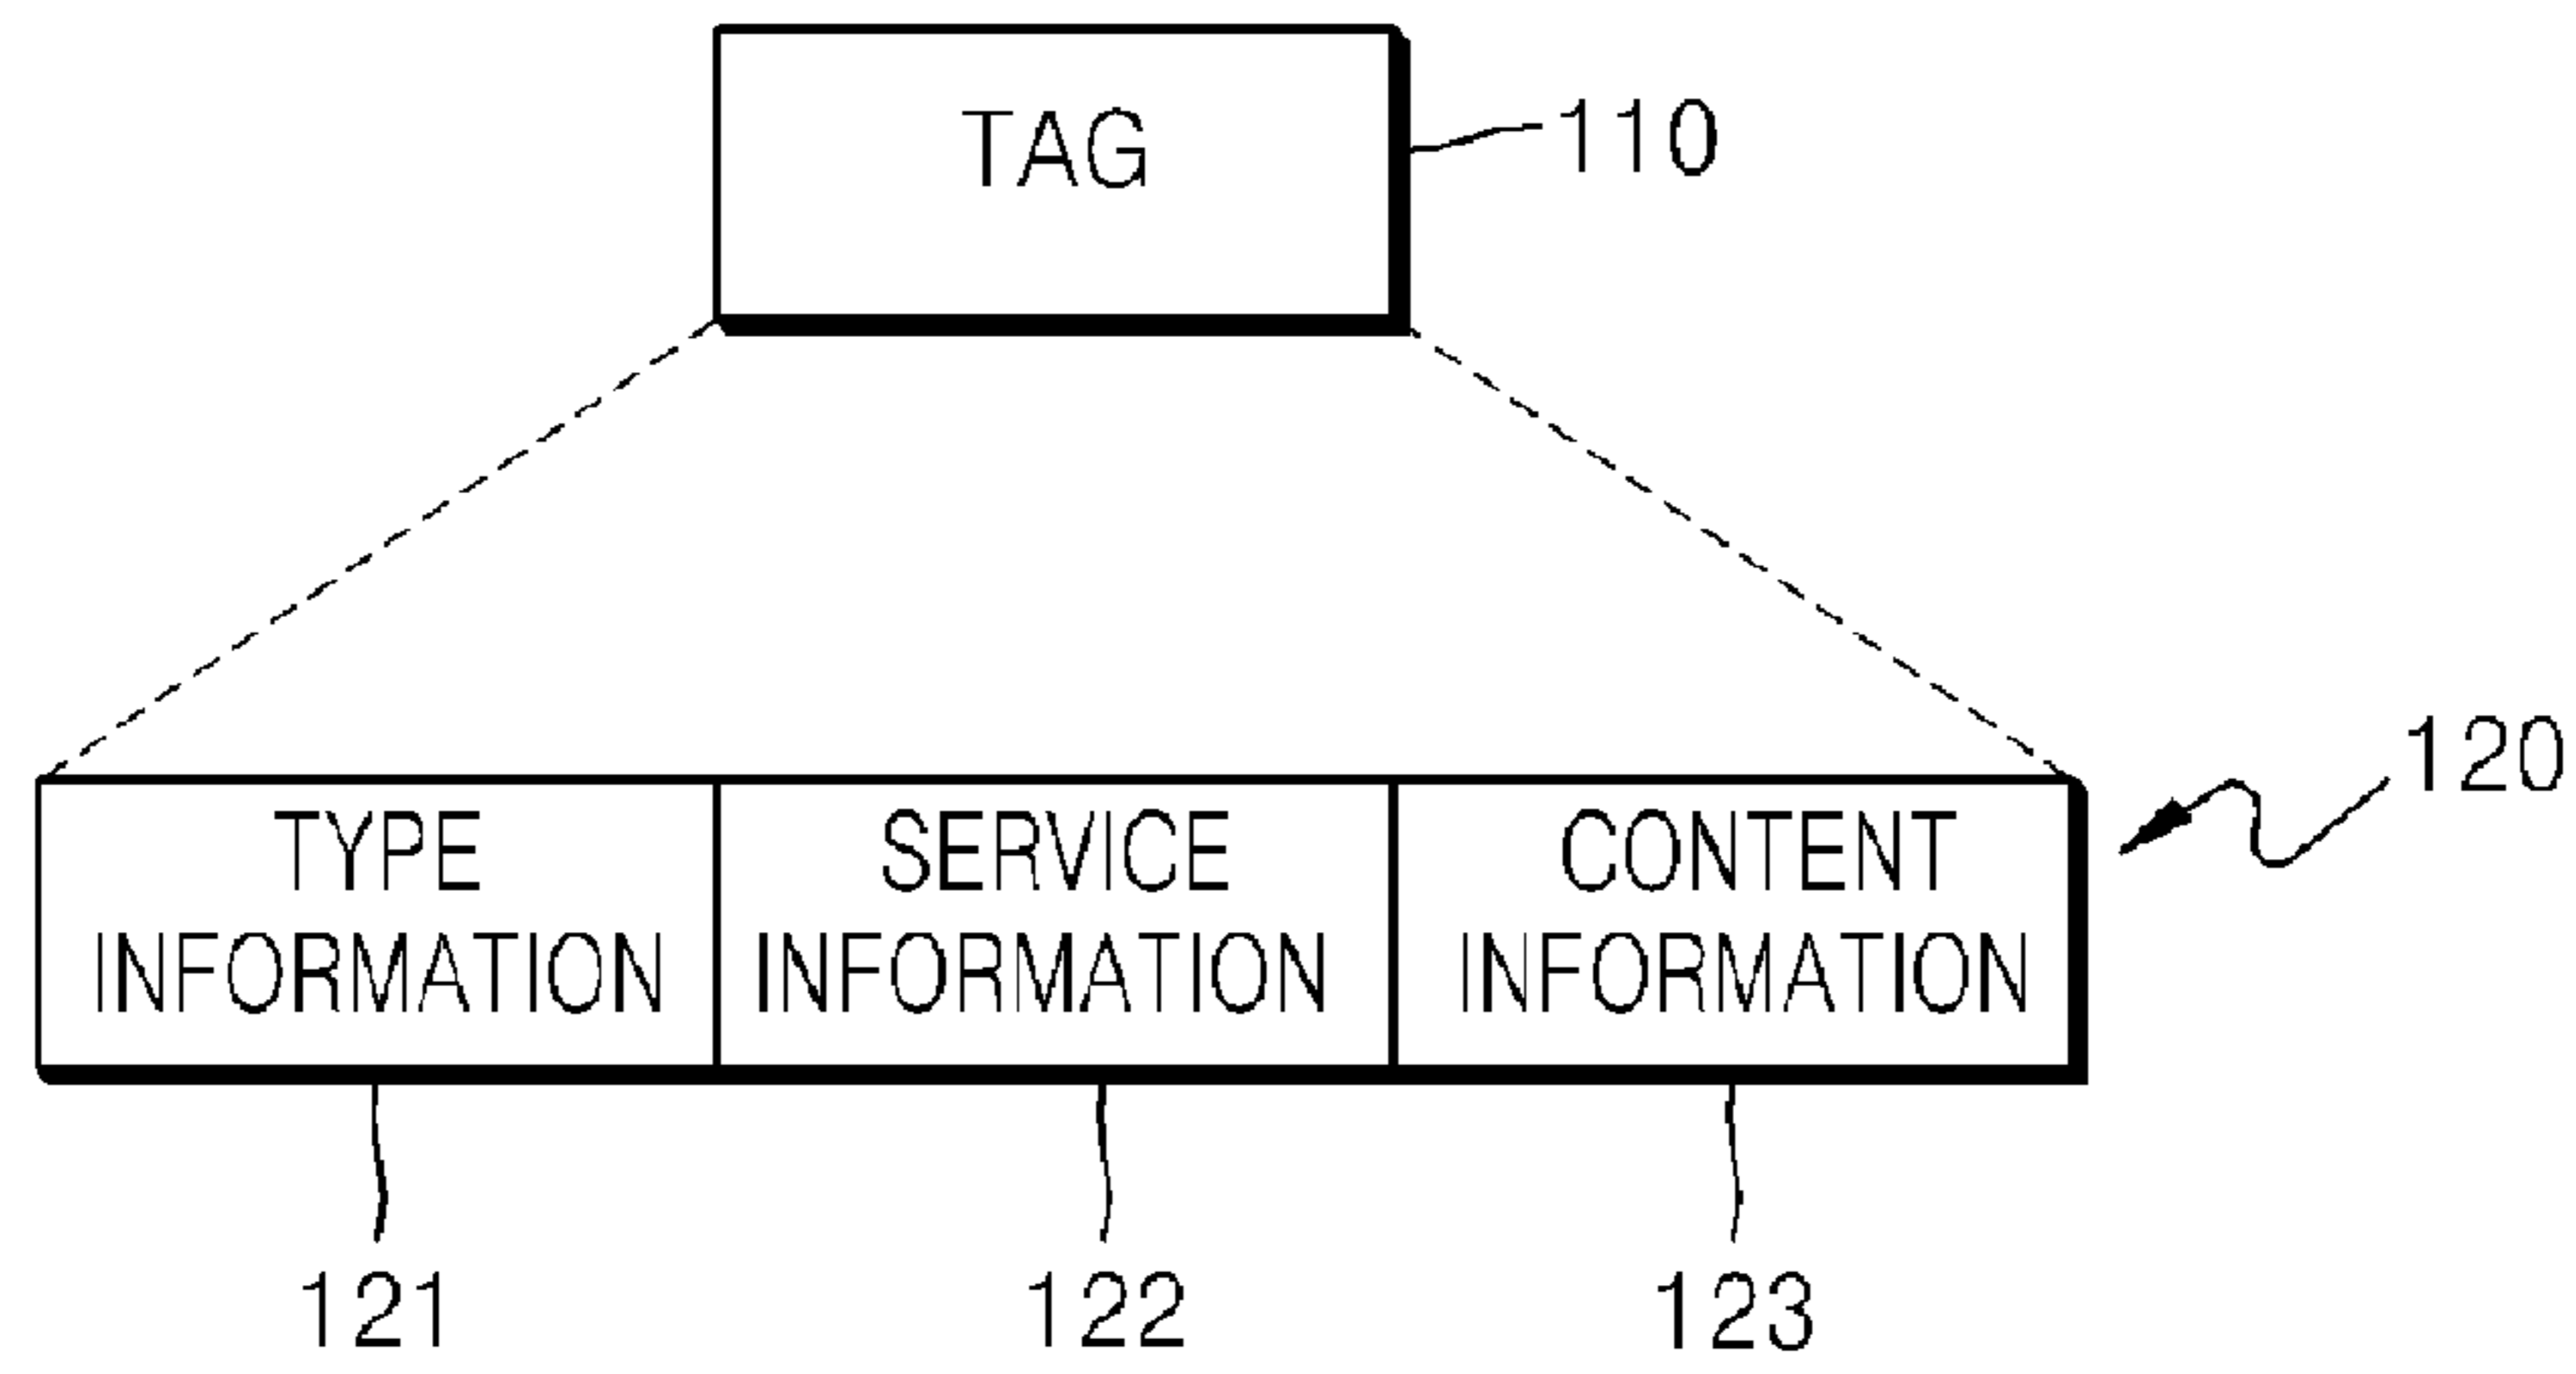 TAG
110
120
TYPE INFORMATION
SERVICE INFORMATION
CONTENT INFORMATION
121
122
123